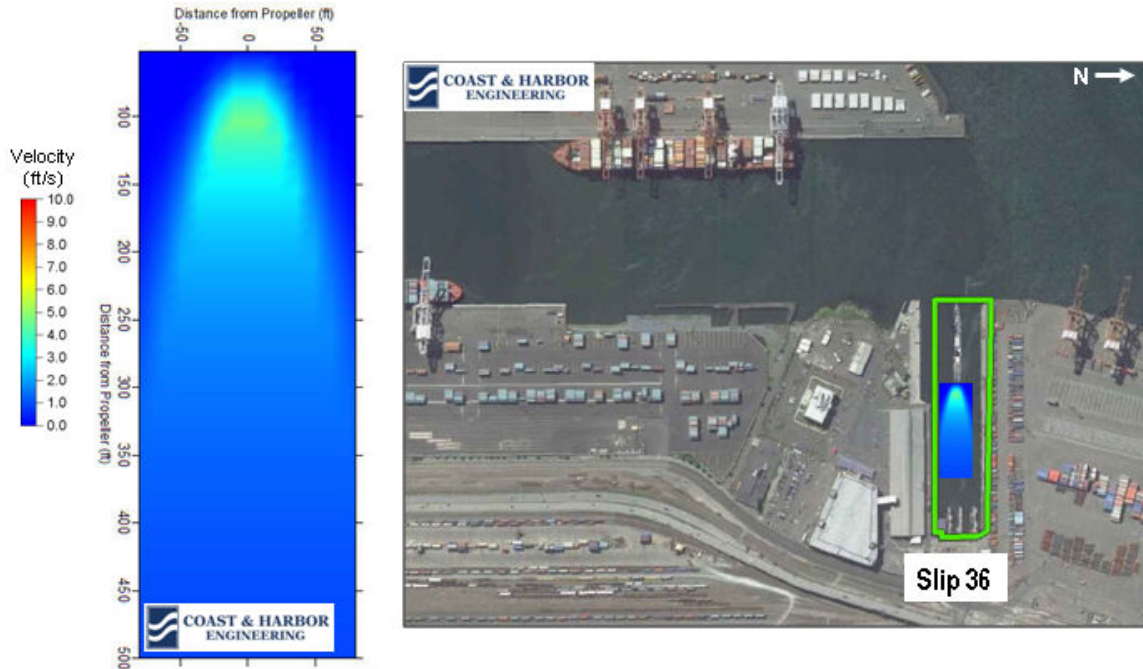 Distance from Propeller (ft)
-50
0
50
Velocity
(ft/s)
10.0
9.0
8.0
7.0
6.0
5.0
4.0
3.0
2.0
1.0
0.0
100
150
200
250
300
350
400
450
500
Distance from Propeller (ft)
COAST & HARBOR
ENGINEERING
COAST & HARBOR
ENGINEERING
N
Slip 36